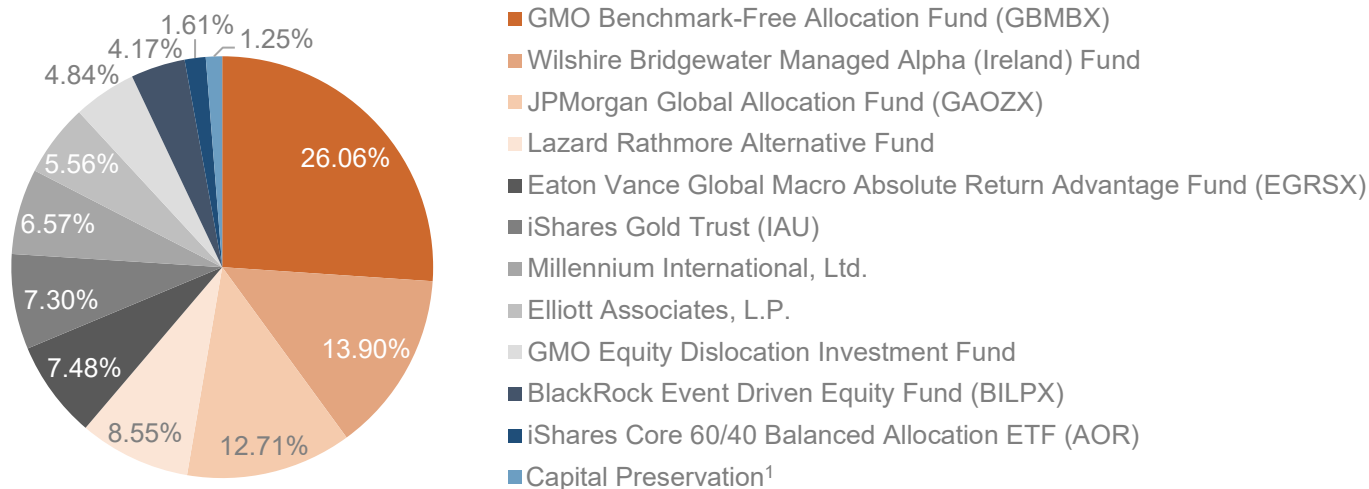 1.61%
1.25%
4.17%
4.84%
5.56%
6.57%
7.30%
7.48%
8.55%
12.71%
13.90%
26.06%
GMO Benchmark-Free Allocation Fund (GBMBX)
Wilshire Bridgewater Managed Alpha (Ireland) Fund
JPMorgan Global Allocation Fund (GAOZX)
Lazard Rathmore Alternative Fund
Eaton Vance Global Macro Absolute Return Advantage Fund (EGRSX)
iShares Gold Trust (IAU)
Millennium International, Ltd.
Elliott Associates, L.P.
GMO Equity Dislocation Investment Fund
BlackRock Event Driven Equity Fund (BILPX)
iShares Core 60/40 Balanced Allocation ETF (AOR)
Capital Preservation¹